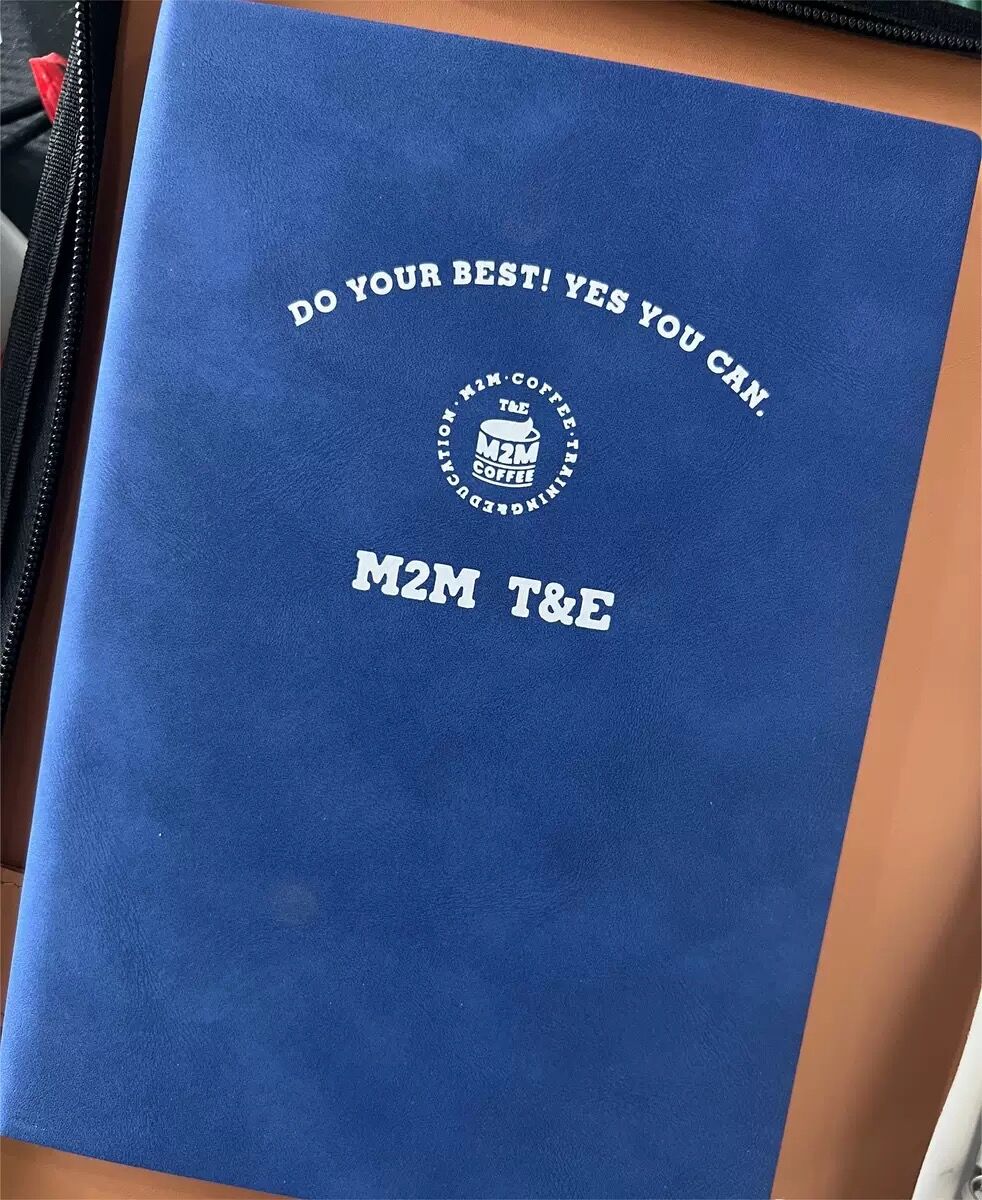 DO YOUR BEST! YES YOU CAN.
M2M·COFFEE·TRAINING&EDUCATION·
T&E
M2M
COFFEE
M2M T&E